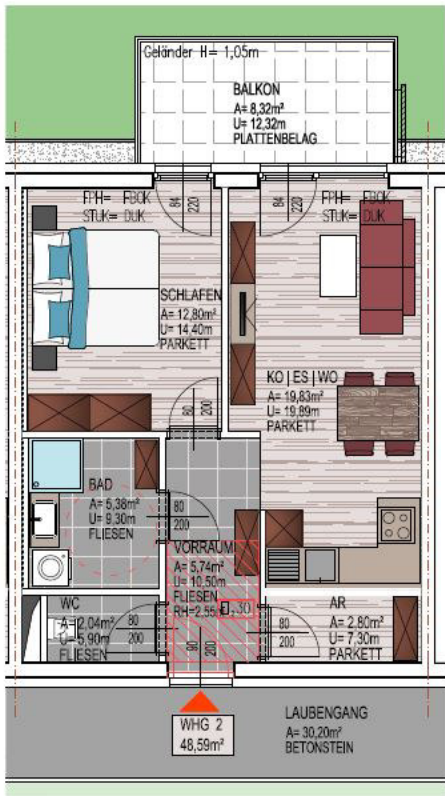 Geländer H= 1,05m
BALKON
A= 8,32m²
U= 12,32m
PLATTENBELAG
FPH= FBOK
STUK= DUK
84
220
84
220
FPH= FBOK
STUK= DUK
SCHLAFEN
A= 12,80m²
U= 14,40m
PARKETT
KO | ES | WO
A= 19,83m²
U= 19,89m
PARKETT
80
200
BAD
A= 5,38m²
U= 9,30m
FLIESEN
80
200
VORRAUM
A= 5,74m²
U= 10,50m
FLIESEN
RH=2,55m
WC
A= 2,04m²
U= 5,90m
FLIESEN
80
200
90
200
80
200
AR
A= 2,80m²
U= 7,30m
PARKETT
WHG 2
48,59m²
LAUBENGANG
A= 30,20m²
BETONSTEIN